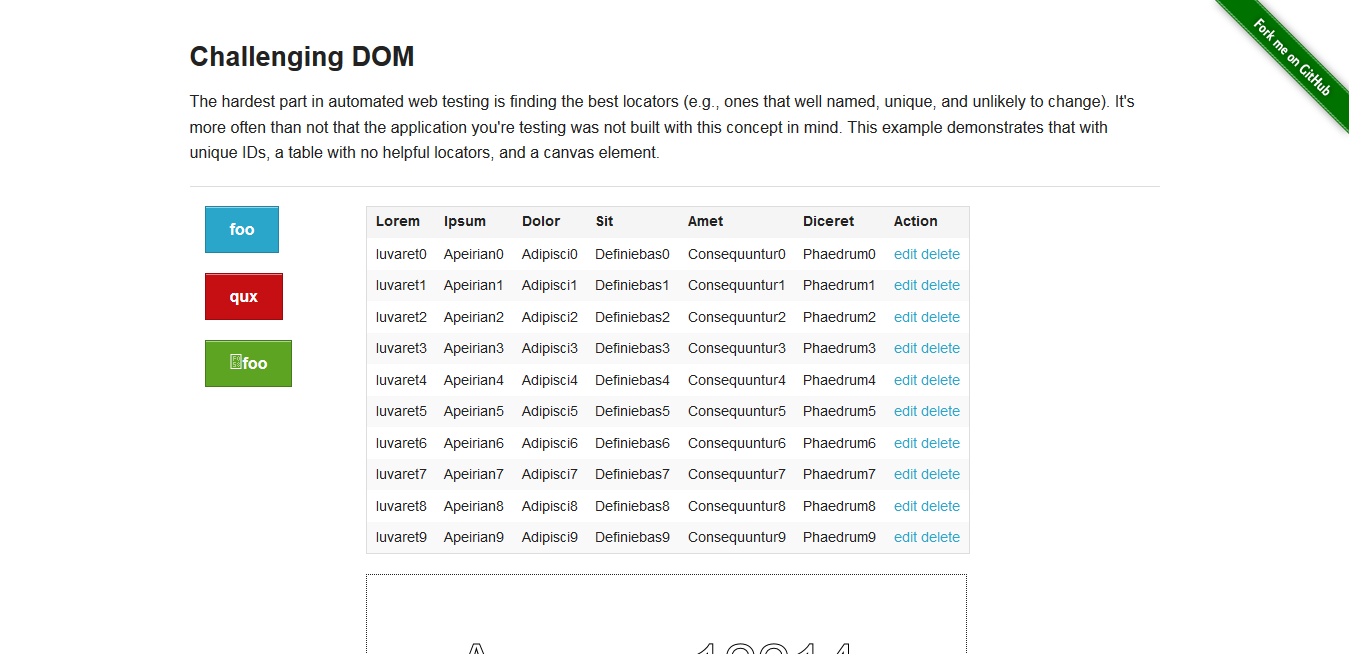 Fork me on GitHub
Challenging DOM
The hardest part in automated web testing is finding the best locators (e.g., ones that well named, unique, and unlikely to change). It's
more often than not that the application you're testing was not built with this concept in mind. This example demonstrates that with
unique IDs, a table with no helpful locators, and a canvas element.
foo
qux
foo
Lorem Ipsum Dolor Sit Amet Diceret Action
Iuvaret0 Apeirian0 Adipisci0 Definiebas0 Consequuntur0 Phaedrum0 edit delete
Iuvaret1 Apeirian1 Adipisci1 Definiebas1 Consequuntur1 Phaedrum1 edit delete
Iuvaret2 Apeirian2 Adipisci2 Definiebas2 Consequuntur2 Phaedrum2 edit delete
Iuvaret3 Apeirian3 Adipisci3 Definiebas3 Consequuntur3 Phaedrum3 edit delete
Iuvaret4 Apeirian4 Adipisci4 Definiebas4 Consequuntur4 Phaedrum4 edit delete
Iuvaret5 Apeirian5 Adipisci5 Definiebas5 Consequuntur5 Phaedrum5 edit delete
Iuvaret6 Apeirian6 Adipisci6 Definiebas6 Consequuntur6 Phaedrum6 edit delete
Iuvaret7 Apeirian7 Adipisci7 Definiebas7 Consequuntur7 Phaedrum7 edit delete
Iuvaret8 Apeirian8 Adipisci8 Definiebas8 Consequuntur8 Phaedrum8 edit delete
Iuvaret9 Apeirian9 Adipisci9 Definiebas9 Consequuntur9 Phaedrum9 edit delete